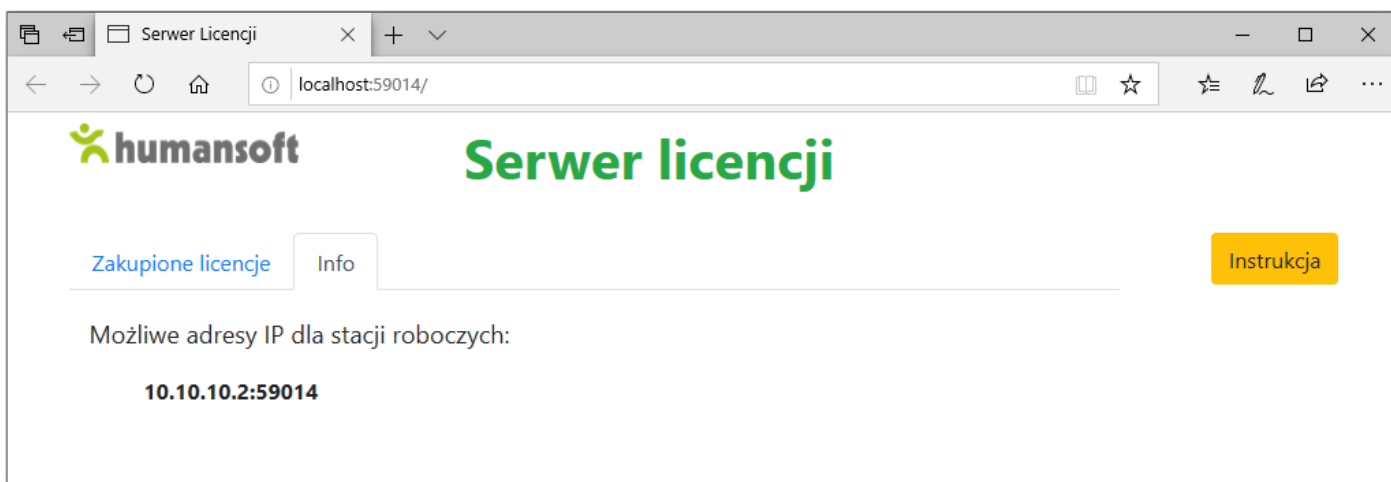 Serwer Licencji
localhost:59014/
humansoft
Serwer licencji
Zakupione licencje
Info
Instrukcja
Możliwe adresy IP dla stacji roboczych:
10.10.10.2:59014